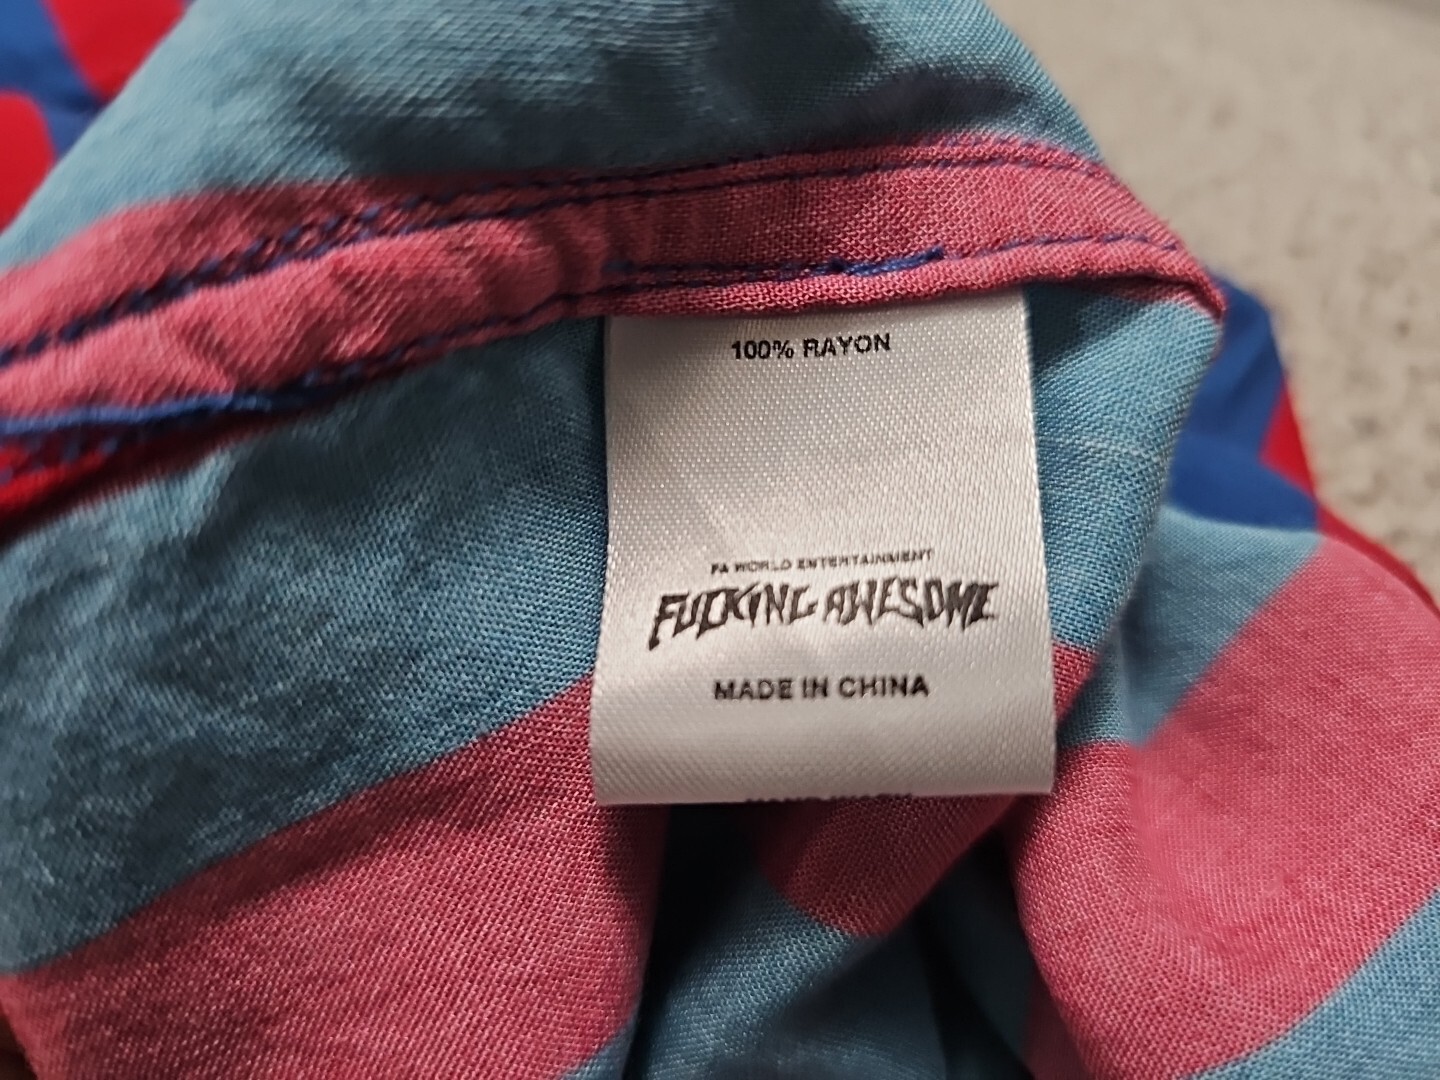 100% RAYON
FA WORLD ENTERTAINMENT
FUCKING AWESOME
MADE IN CHINA